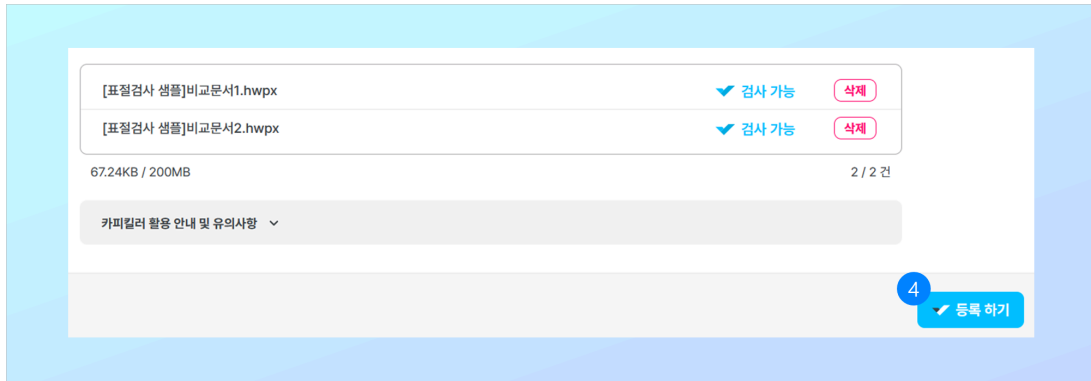 [표절검사 샘플]비교문서1.hwpx 검사 가능 삭제
[표절검사 샘플]비교문서2.hwpx 검사 가능 삭제
67.24KB / 200MB 2 / 2 건
카피킬러 활용 안내 및 유의사항
4
등록 하기